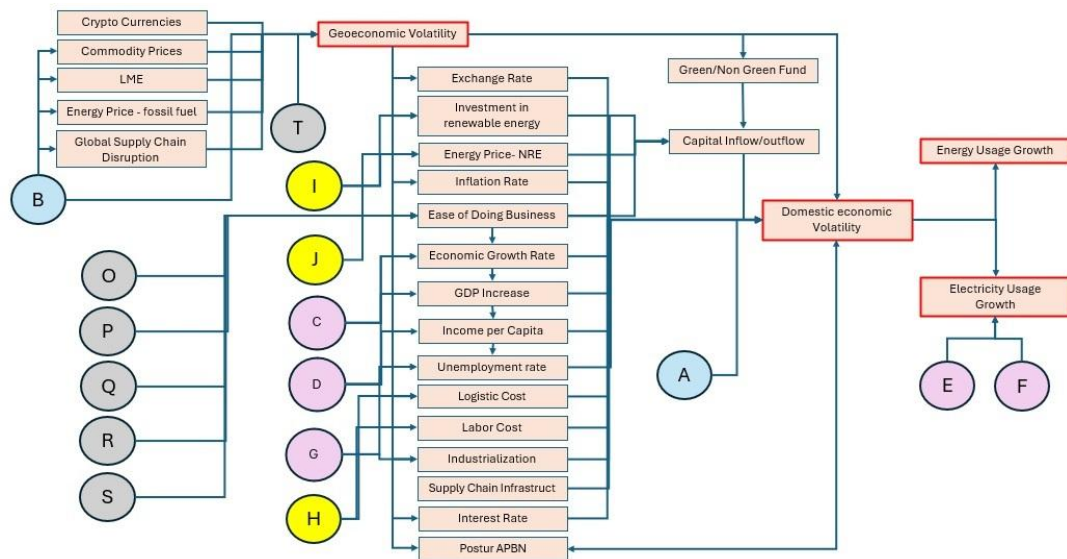 Crypto Currencies
Commodity Prices
LME
Energy Price - fossil fuel
Global Supply Chain
Disruption
B
T
Geoeconomic Volatility
Exchange Rate
Investment in
renewable energy
Energy Price- NRE
Inflation Rate
Ease of Doing Business
Economic Growth Rate
GDP Increase
Income per Capita
Unemployment rate
Logistic Cost
Labor Cost
Industrialization
Supply Chain Infrastruct
Interest Rate
Postur APBN
I
J
C
D
G
H
O
P
Q
R
S
Green/Non Green Fund
Capital Inflow/outflow
A
Domestic economic
Volatility
Energy Usage Growth
Electricity Usage
Growth
E
F